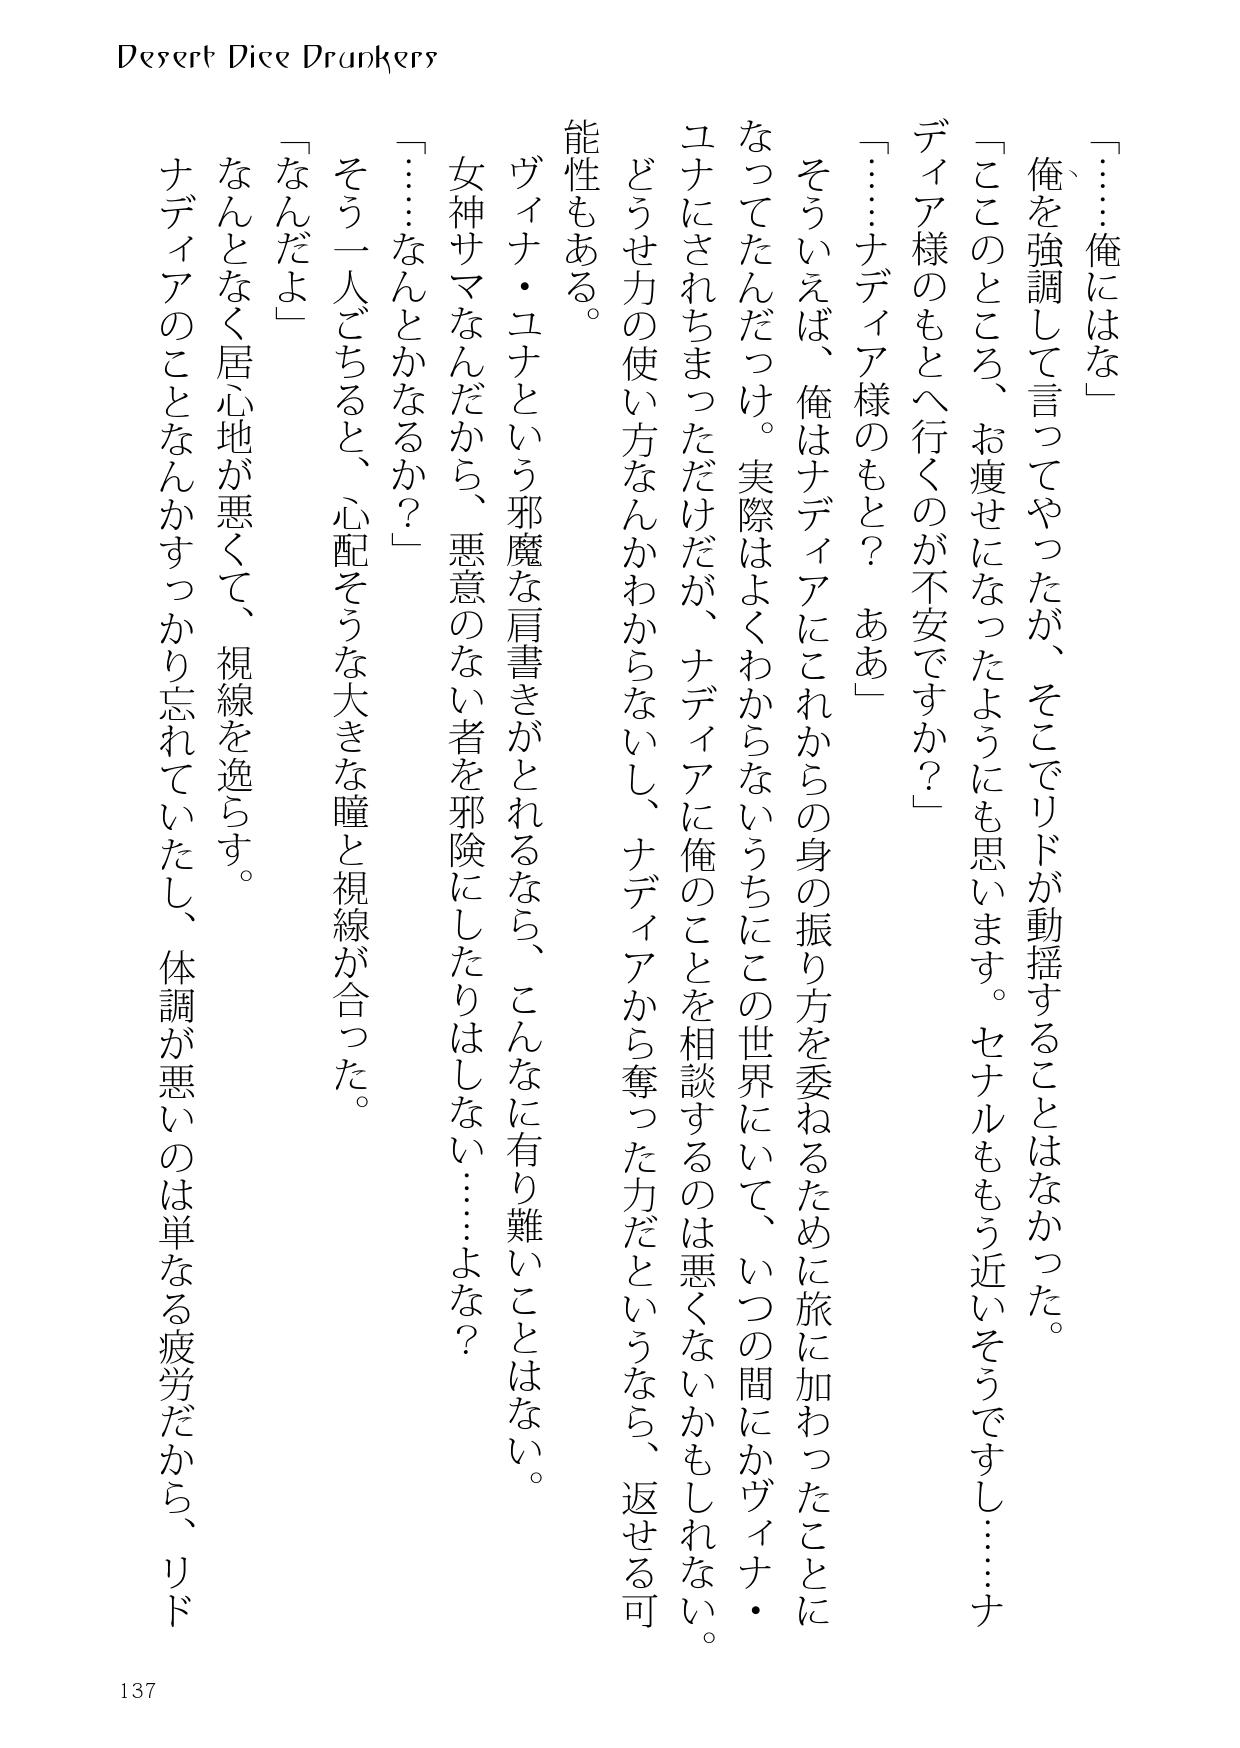 Desert Dice Drunkers
「……俺にはな」
　俺を強調して言ってやったが、そこでリドが動揺することはなかった。
「ここのところ、お痩せになったようにも思います。セナルももう近いそうですし……ナ
ディア様のもとへ行くのが不安ですか？」
「……ナディア様のもと？　ああ」
　そういえば、俺はナディアにこれからの身の振り方を委ねるために旅に加わったことに
なってたんだっけ。実際はよくわからないうちにこの世界にいて、いつの間にかヴィナ・
ユナにされちまっただけだが、ナディアに俺のことを相談するのは悪くないかもしれない。
　どうせ力の使い方なんかわからないし、ナディアから奪った力だというなら、返せる可
能性もある。
　ヴィナ・ユナという邪魔な肩書きがとれるなら、こんなに有り難いことはない。
　女神サマなんだから、悪意のない者を邪険にしたりはしない……よな？
「……なんとかなるか？」
　そう一人ごちると、心配そうな大きな瞳と視線が合った。
「なんだよ」
　なんとなく居心地が悪くて、視線を逸らす。
　ナディアのことなんかすっかり忘れていたし、体調が悪いのは単なる疲労だから、リド
137